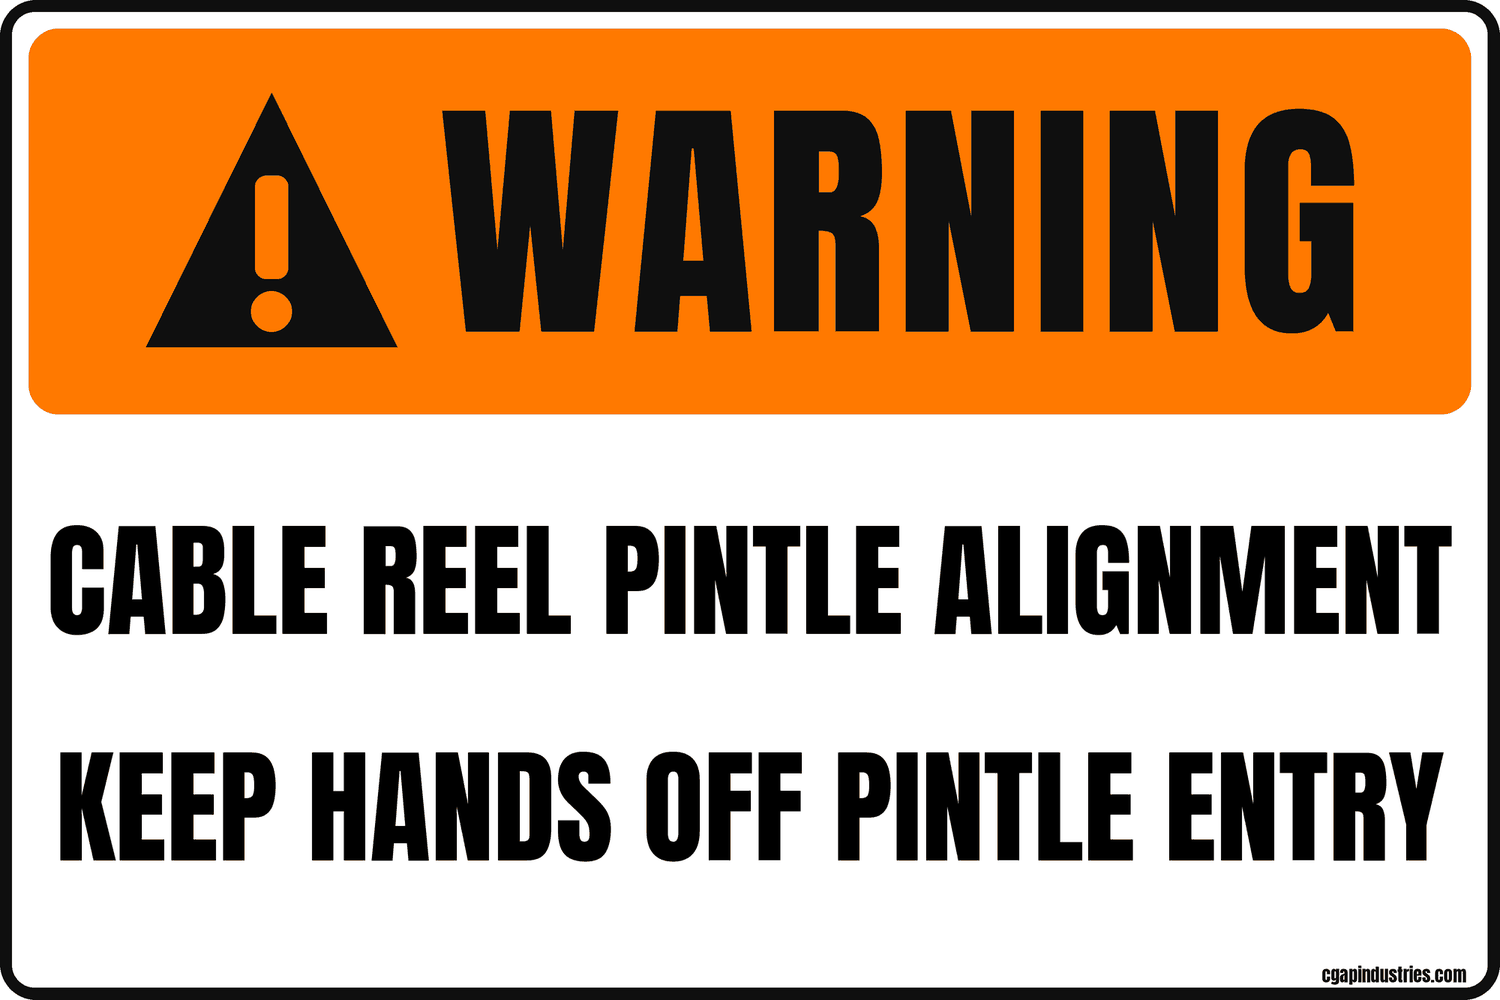 WARNING
CABLE REEL PINTLE ALIGNMENT
KEEP HANDS OFF PINTLE ENTRY
cgapindustries.com